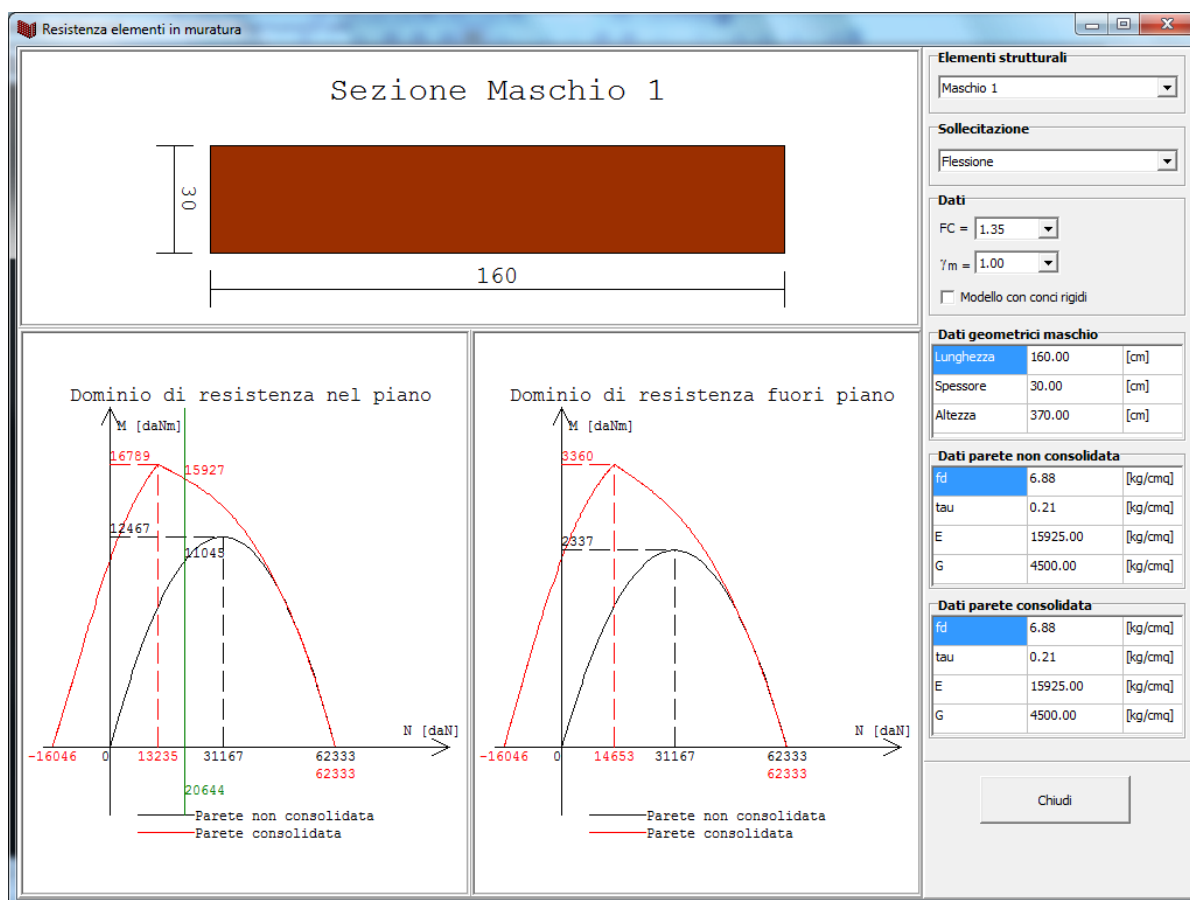 Resistenza elementi in muratura
Sezione Maschio 1
30
160
Dominio di resistenza nel piano
M [daNm]
16789
15927
12467
11045
N [daN]
-16046 0 13235 31167 62333
62333
20644
Parete non consolidata
Parete consolidata
Dominio di resistenza fuori piano
M [daNm]
3360
2337
N [daN]
-16046 0 14653 31167 62333
62333
Parete non consolidata
Parete consolidata
Elementi strutturali
Maschio 1
Sollecitazione
Flessione
Dati
FC = 1.35
γm = 1.00
Modello con conci rigidi
Dati geometrici maschio
Lunghezza 160.00 [cm]
Spessore 30.00 [cm]
Altezza 370.00 [cm]
Dati parete non consolidata
fd 6.88 [kg/cmq]
tau 0.21 [kg/cmq]
E 15925.00 [kg/cmq]
G 4500.00 [kg/cmq]
Dati parete consolidata
fd 6.88 [kg/cmq]
tau 0.21 [kg/cmq]
E 15925.00 [kg/cmq]
G 4500.00 [kg/cmq]
Chiudi